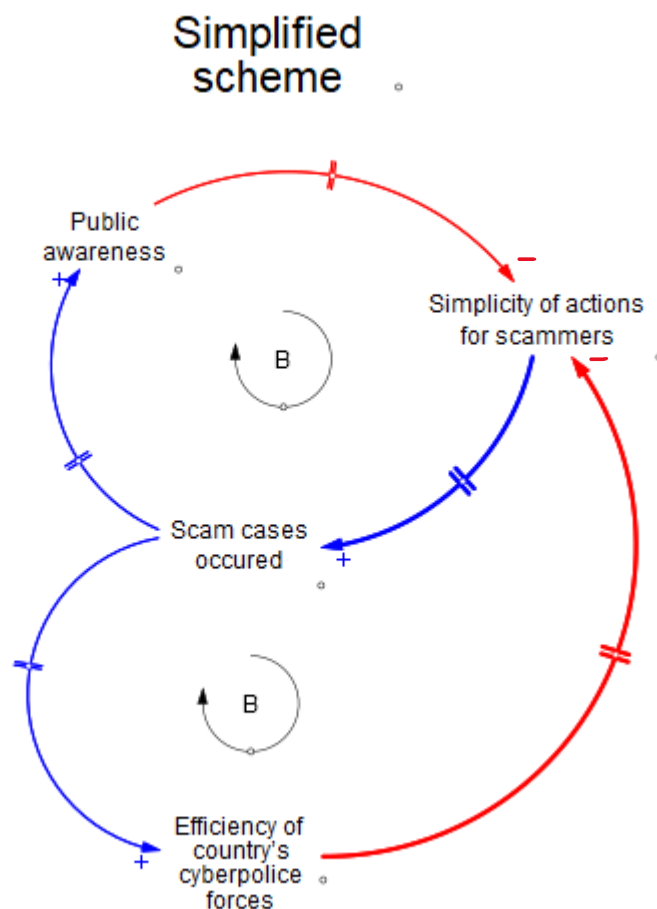 Simplified
scheme
Public
awareness
+
−
Simplicity of actions
for scammers
−
B
Scam cases
occured
+
B
Efficiency of
country's
cyberpolice
forces
+